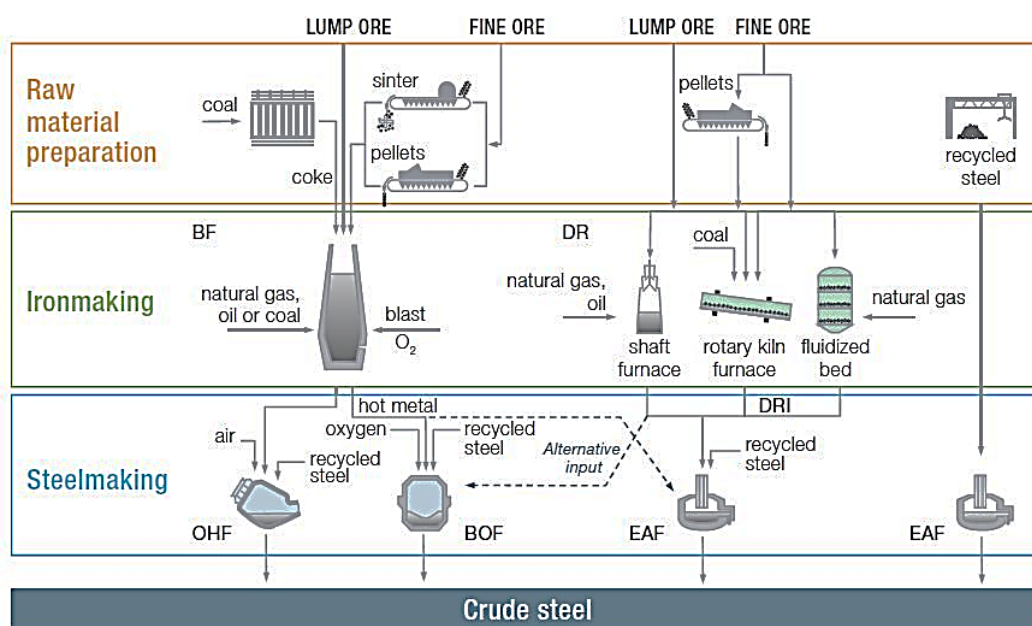 LUMP ORE
FINE ORE
LUMP ORE
FINE ORE
Raw
material
preparation
coal
coke
sinter
pellets
pellets
recycled
steel
Ironmaking
BF
natural gas,
oil or coal
blast
O₂
DR
natural gas,
oil
coal
natural gas
shaft
furnace
rotary kiln
furnace
fluidized
bed
Steelmaking
hot metal
air
recycled
steel
oxygen
recycled
steel
Alternative
input
DRI
recycled
steel
OHF
BOF
EAF
EAF
Crude steel